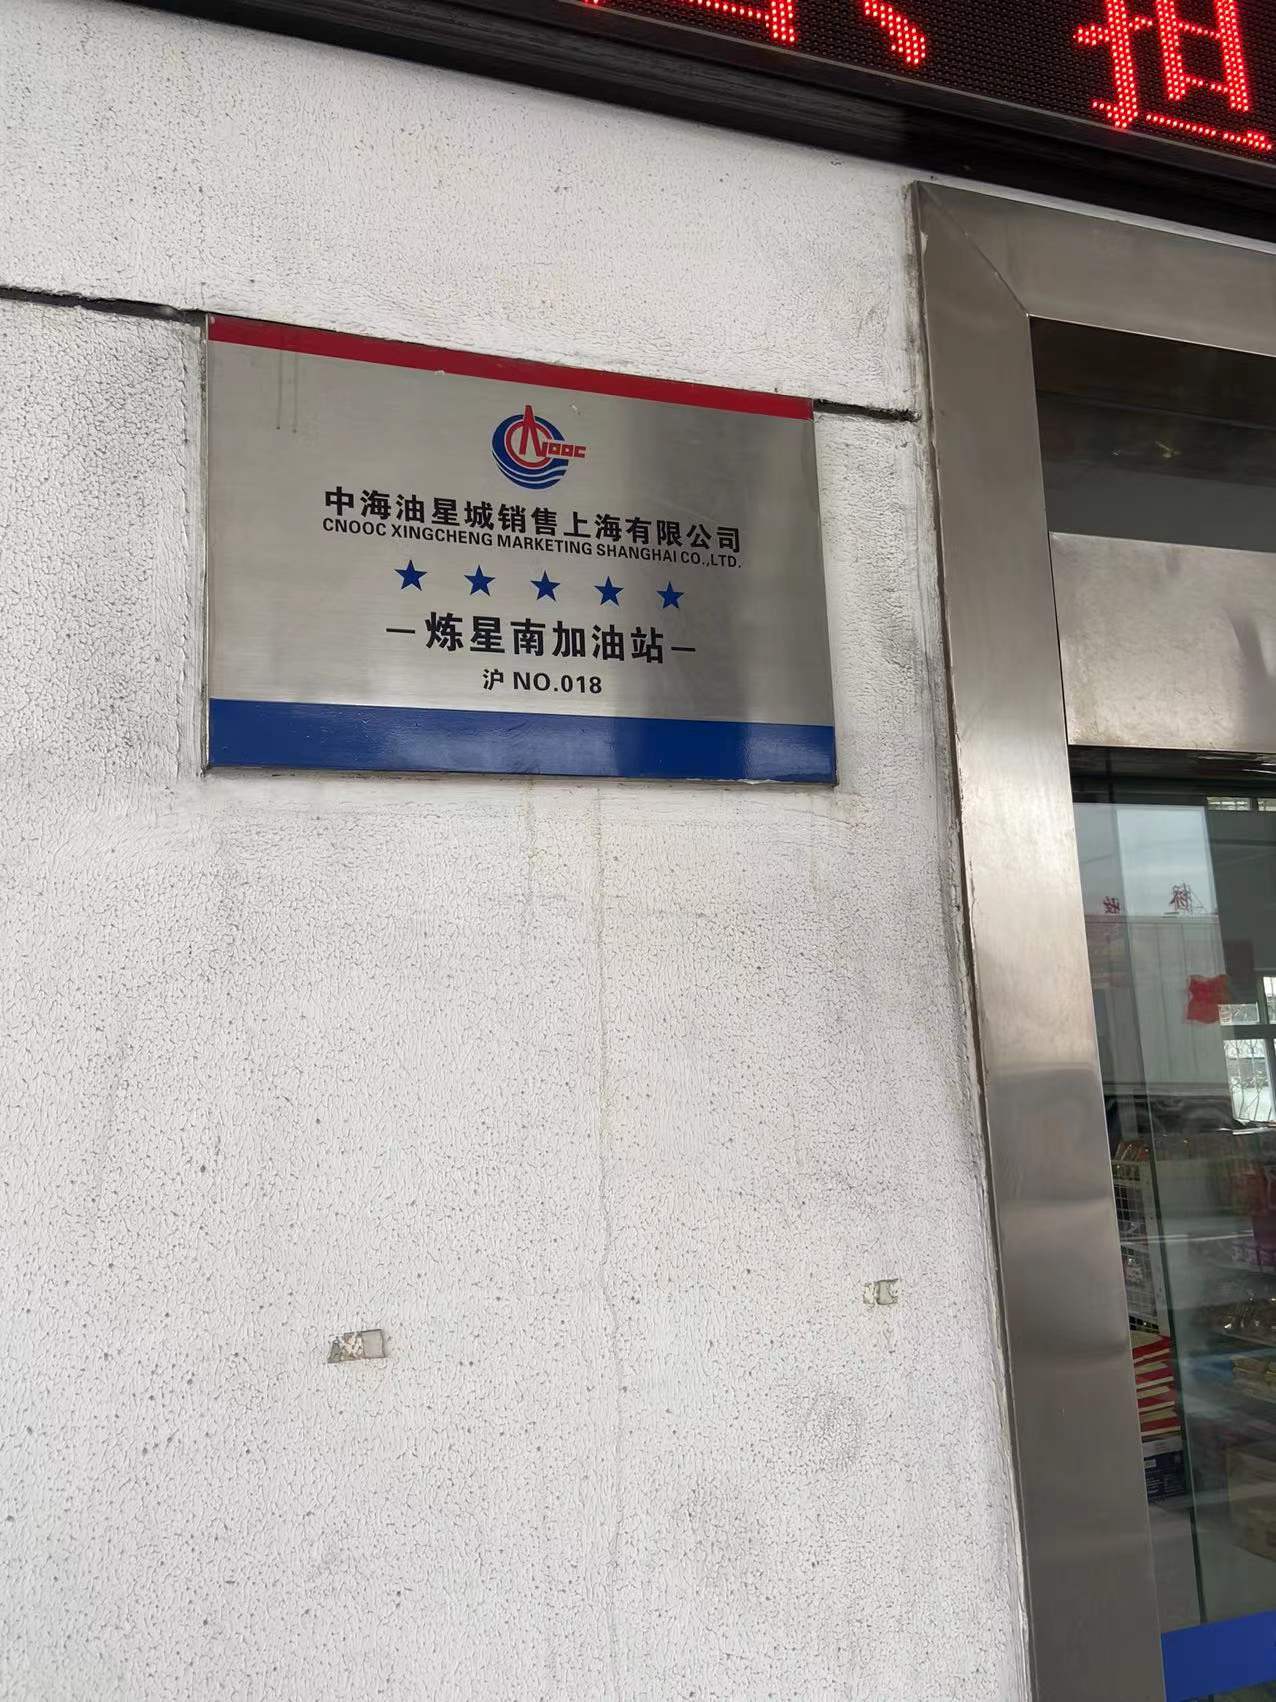 担
CNOOC
中海油星城销售上海有限公司
CNOOC XINGCHENG MARKETING SHANGHAI CO.,LTD.
炼星南加油站
沪 NO.018